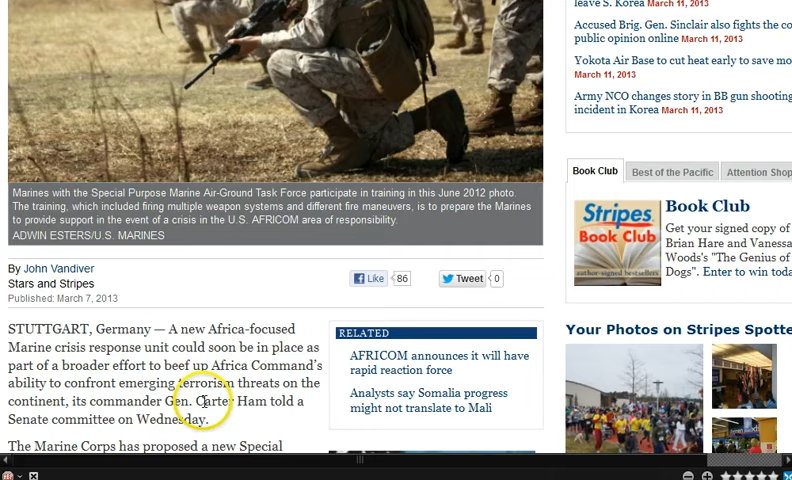 leave S. Korea March 11, 2013
Accused Brig. Gen. Sinclair also fights the
public opinion online March 11, 2013
Yokota Air Base to cut heat early to save
March 11, 2013
Army NCO changes story in BB gun shooting
incident in Korea March 11, 2013
Marines with the Special Purpose Marine Air-Ground Task Force participate in training in this June 2012 photo.
The training, which included firing multiple weapon systems and different fire maneuvers, is to prepare the Marines
to provide support in the event of a crisis in the U.S. AFRICOM area of responsibility.
ADWIN ESTERS/U.S. MARINES
Book Club Best of the Pacific Attention
Book Club
Stripes
Book Club
author-signed bestsellers
Get your signed copy of
Brian Hare and Vanessa
Woods's "The Genius of
Dogs". Enter to win
By John Vandiver
Stars and Stripes
Published: March 7, 2013
Like 86 Tweet 0
STUTTGART, Germany — A new Africa-focused
Marine crisis response unit could soon be in place as
part of a broader effort to beef up Africa Command's
ability to confront emerging terrorism threats on the
continent, its commander Gen. Carter Ham told a
Senate committee on Wednesday.
The Marine Corps has proposed a new Special
RELATED
AFRICOM announces it will have
rapid reaction force
Analysts say Somalia progress
might not translate to Mali
Your Photos on Stripes